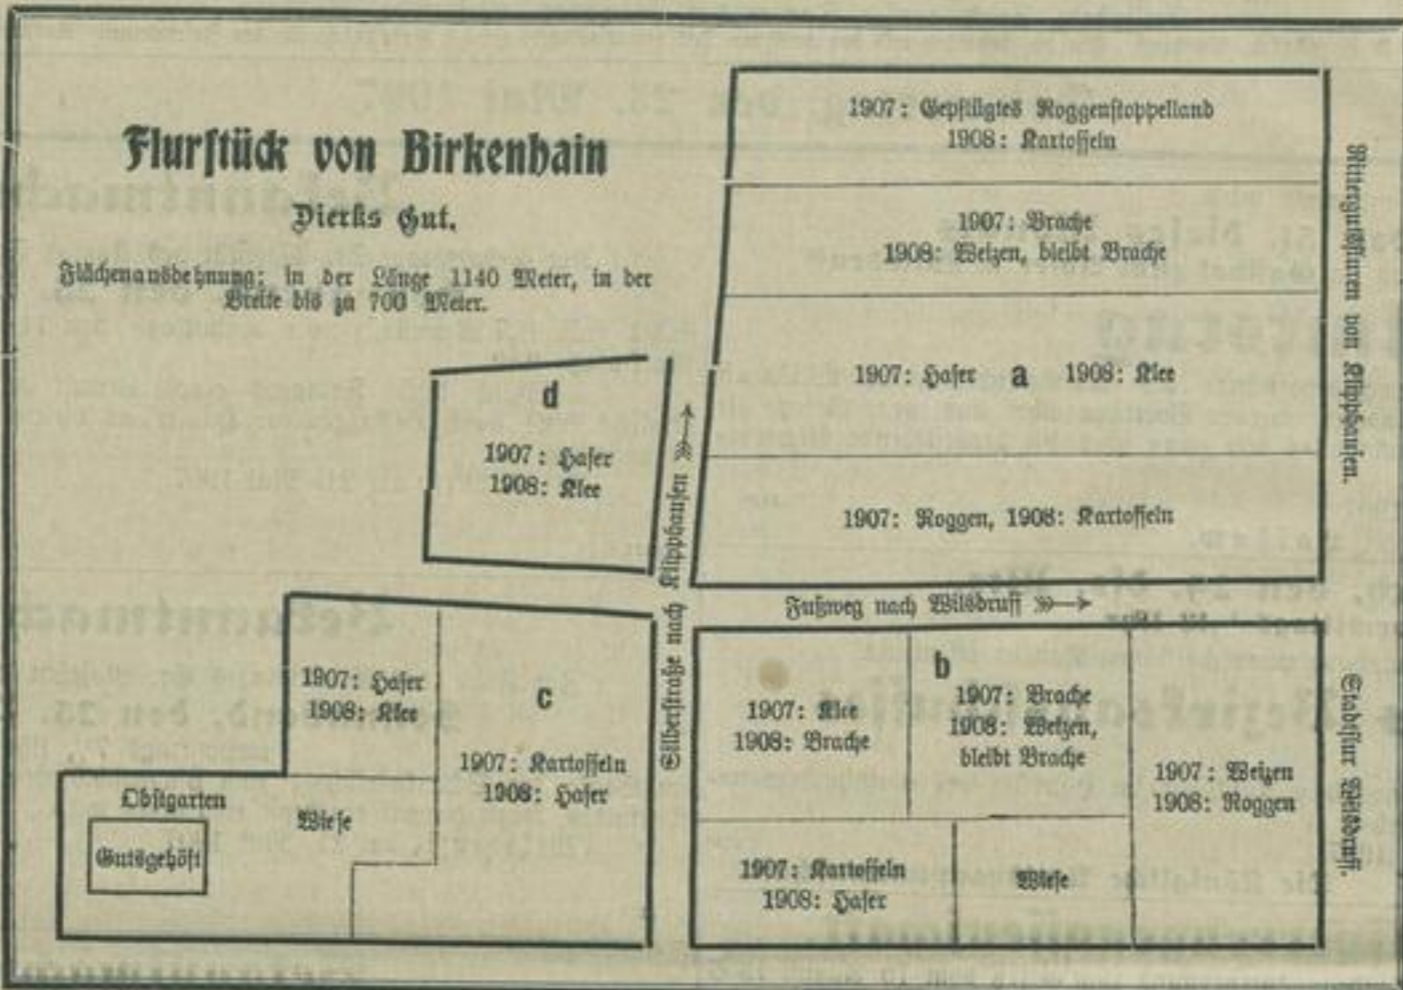 Flurstück von Birkenhain
Dierks Gut.
Flächenausdehnung: in der Länge 1140 Meter, in der
Breite bis zu 700 Meter.
1907: Gepflügtes Roggenstoppelland
1908: Kartoffeln
1907: Brache
1908: Weizen, bleibt Brache
1907: Hafer a 1908: Klee
1907: Roggen, 1908: Kartoffeln
Rittergutsfluren von Klipphausen.
d
1907: Hafer
1908: Klee
Silberstraße nach Klipphausen
Fußweg nach Wilsdruff
1907: Hafer
1908: Klee
c
1907: Kartoffeln
1908: Hafer
Obstgarten
Gutsgehöft
Wiese
b
1907: Klee
1908: Brache
1907: Brache
1908: Weizen,
bleibt Brache
1907: Weizen
1908: Roggen
1907: Kartoffeln
1908: Hafer
Wiese
Stadtflur Wilsdruff.